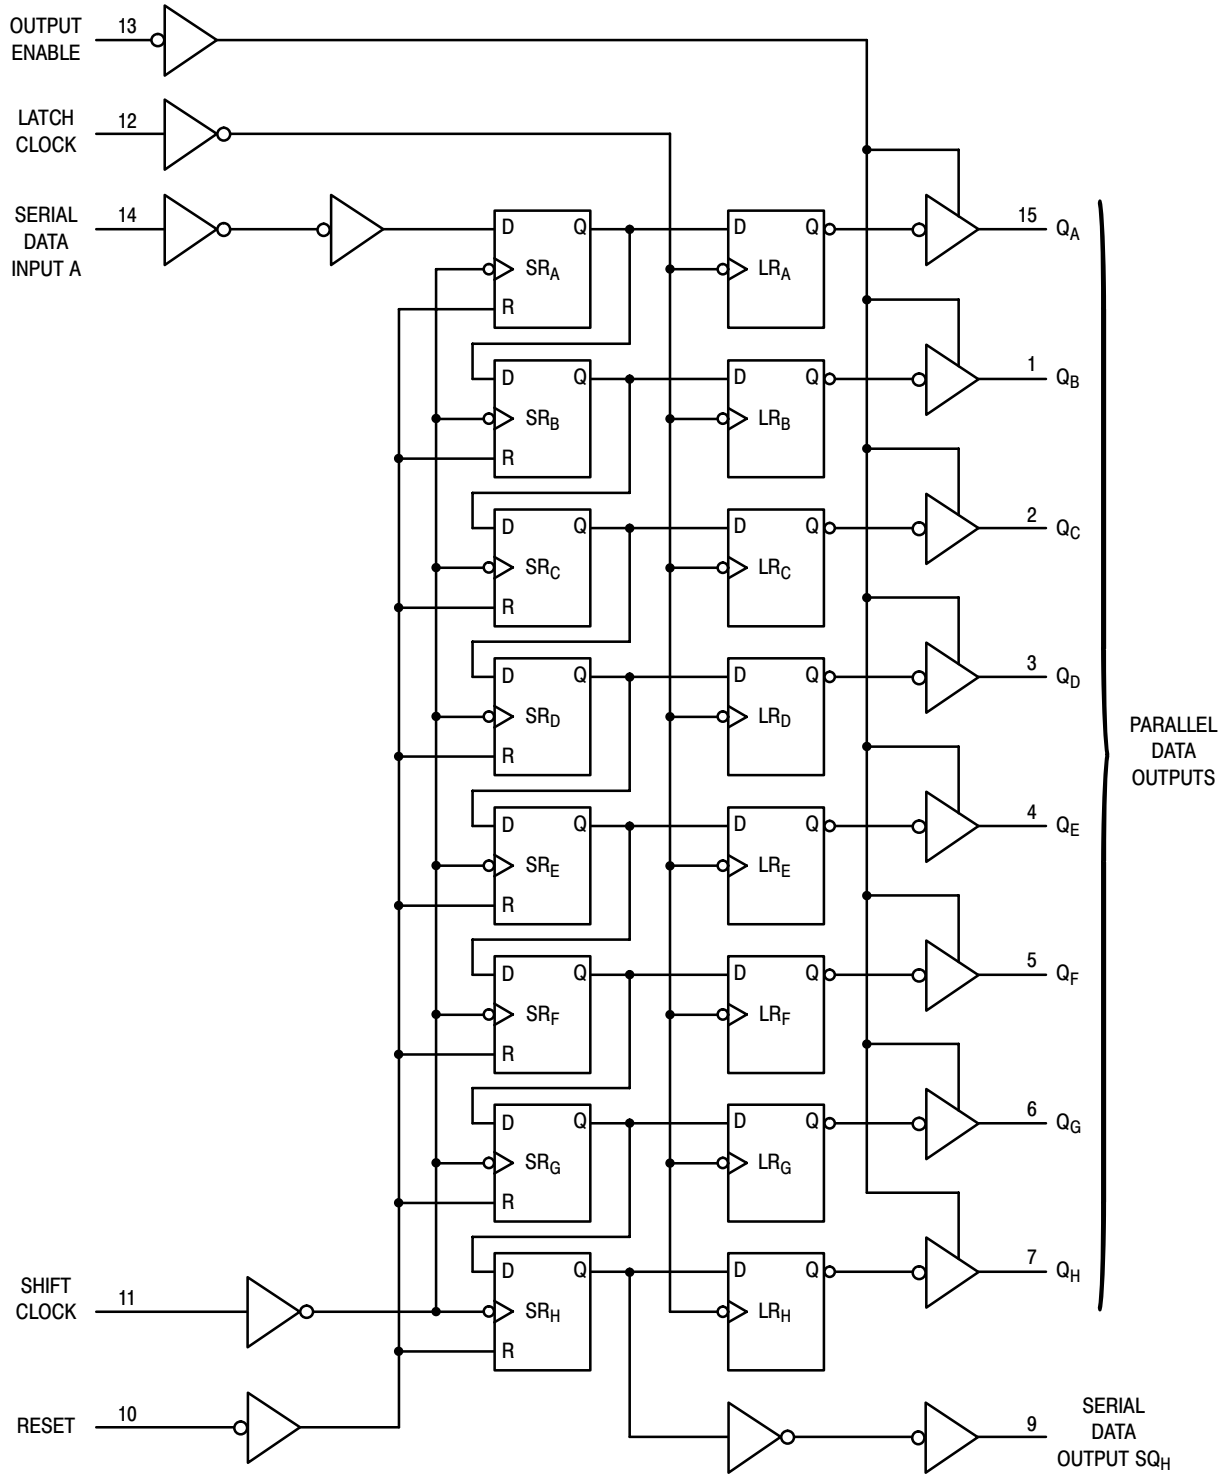 OUTPUT
ENABLE
13
LATCH
CLOCK
12
SERIAL
DATA
INPUT A
14
D Q
SRA
R
D Q
LRA
15
QA
D Q
SRB
R
D Q
LRB
1
QB
D Q
SRC
R
D Q
LRC
2
QC
D Q
SRD
R
D Q
LRD
3
QD
PARALLEL
DATA
OUTPUTS
D Q
SRE
R
D Q
LRE
4
QE
D Q
SRF
R
D Q
LRF
5
QF
D Q
SRG
R
D Q
LRG
6
QG
SHIFT
CLOCK
11
D Q
SRH
R
D Q
LRH
7
QH
RESET
10
9
SERIAL
DATA
OUTPUT SQH